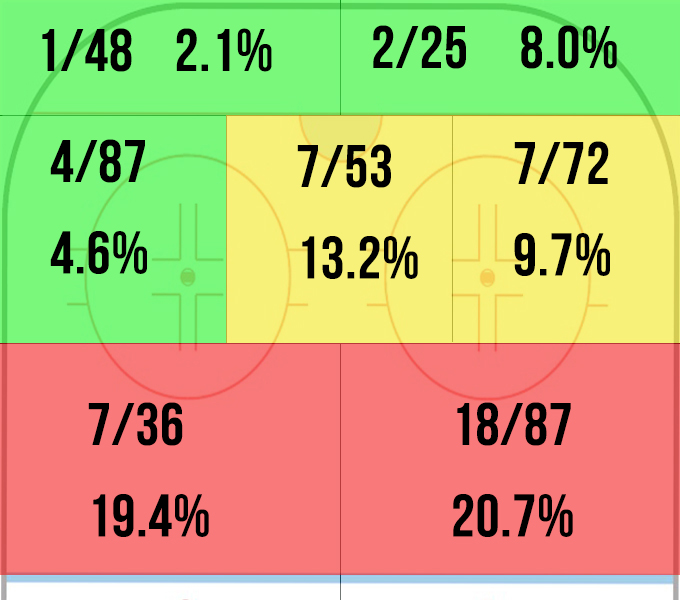 1/48 2.1% 2/25 8.0%
4/87 7/53 7/72
4.6% 13.2% 9.7%
7/36 18/87
19.4% 20.7%